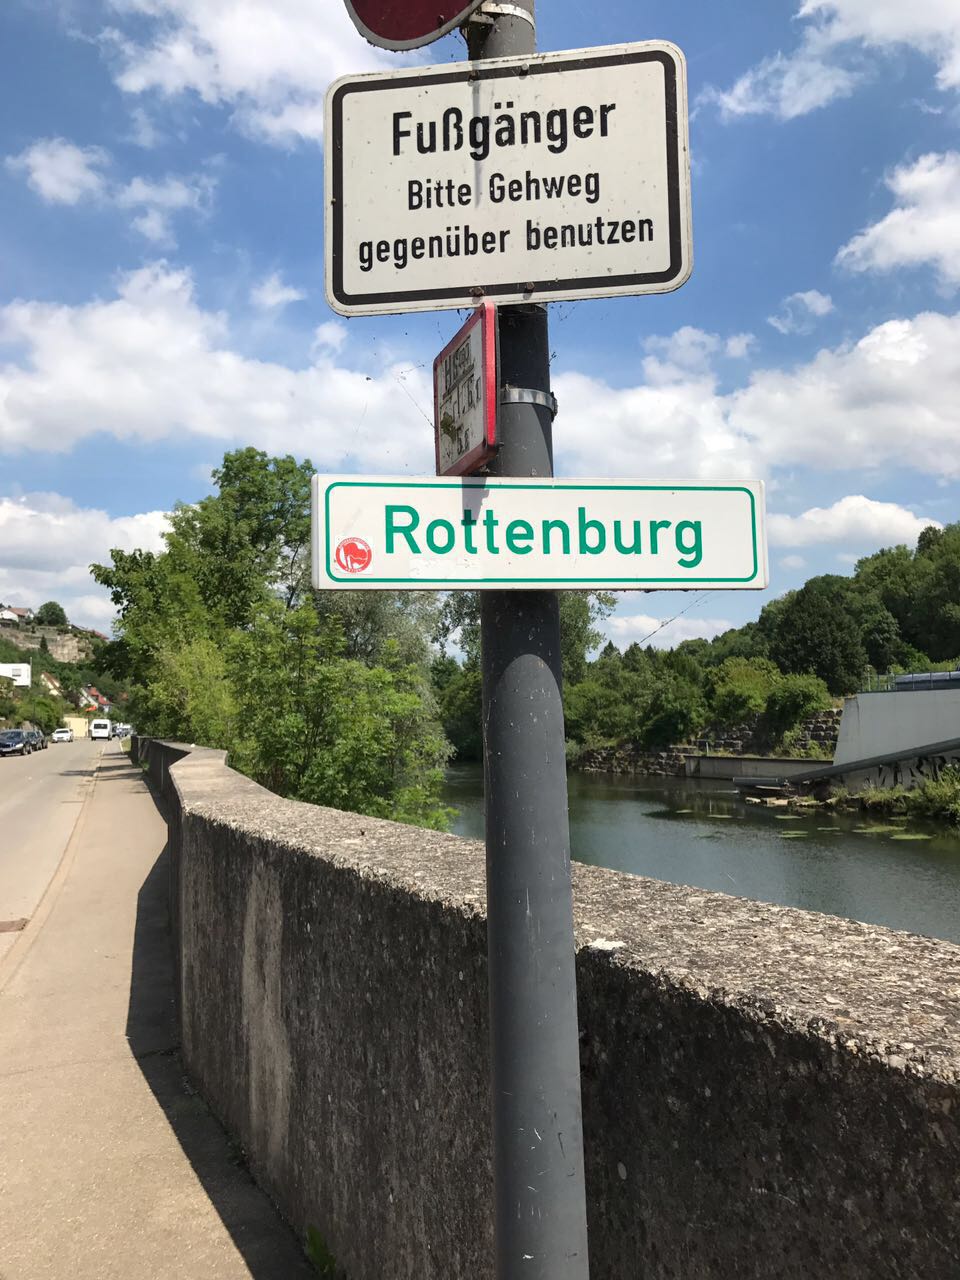 Fußgänger
Bitte Gehweg
gegenüber benutzen
Rottenburg